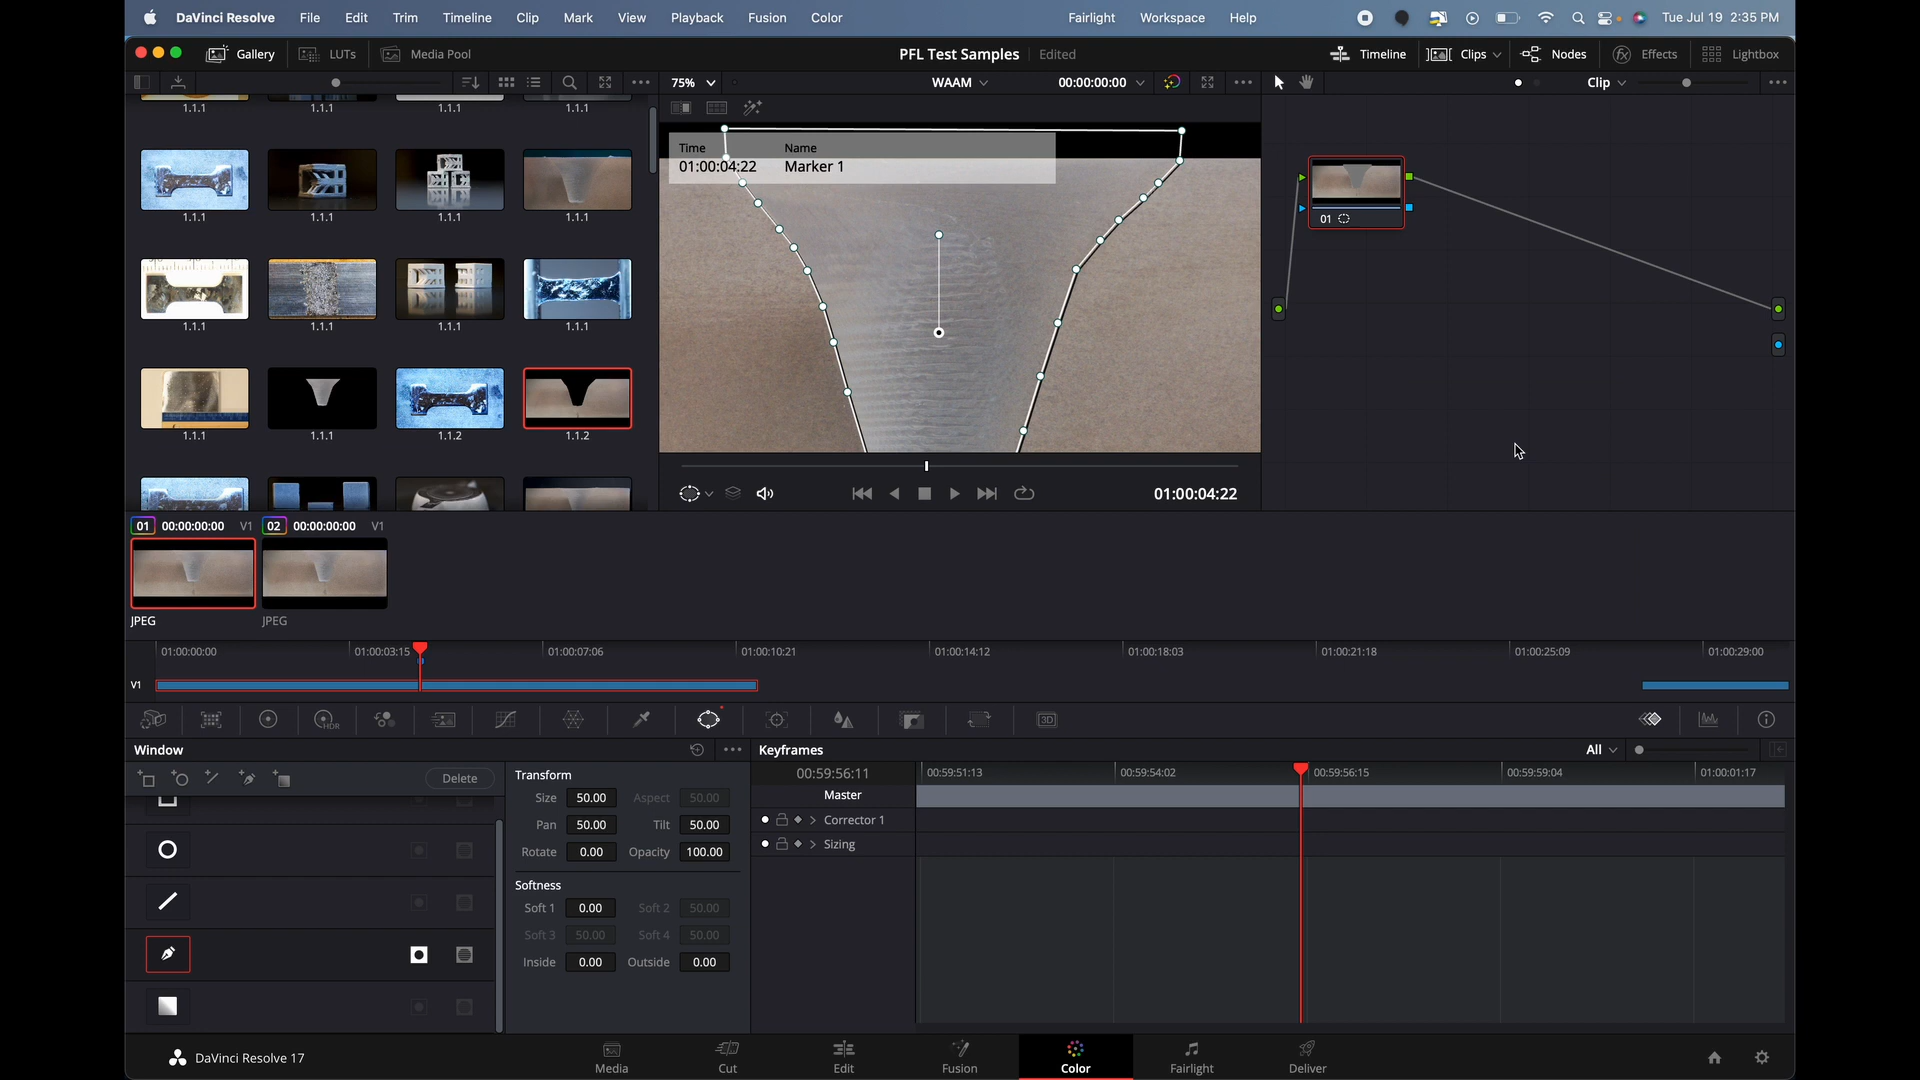 DaVinci Resolve File Edit Trim Timeline Clip Mark View Playback Fusion Color Fairlight Workspace Help Tue Jul 19 2:35 PM
Gallery LUTs Media Pool PFL Test Samples Edited Timeline Clips Nodes Effects Lightbox
75% WAAM 00:00:00:00 Clip
1.1.1 1.1.1 1.1.1 1.1.1
Time Name
01:00:04:22 Marker 1
1.1.1 1.1.1 1.1.1 1.1.1
01
1.1.1 1.1.1 1.1.1 1.1.1
1.1.1 1.1.1 1.1.2 1.1.2
01:00:04:22
01 00:00:00:00 V1 02 00:00:00:00 V1
JPEG JPEG
01:00:00:00 01:00:03:15 01:00:07:06 01:00:10:21 01:00:14:12 01:00:18:03 01:00:21:18 01:00:25:09 01:00:29:00
V1
HDR 3D
Window Keyframes All
Delete
Transform
Size 50.00 Aspect 50.00
Pan 50.00 Tilt 50.00
Rotate 0.00 Opacity 100.00
Softness
Soft 1 0.00 Soft 2 50.00
Soft 3 50.00 Soft 4 50.00
Inside 0.00 Outside 0.00
00:59:56:11 00:59:51:13 00:59:54:02 00:59:56:15 00:59:59:04 01:00:01:17
Master
Corrector 1
Sizing
DaVinci Resolve 17 Media Cut Edit Fusion Color Fairlight Deliver